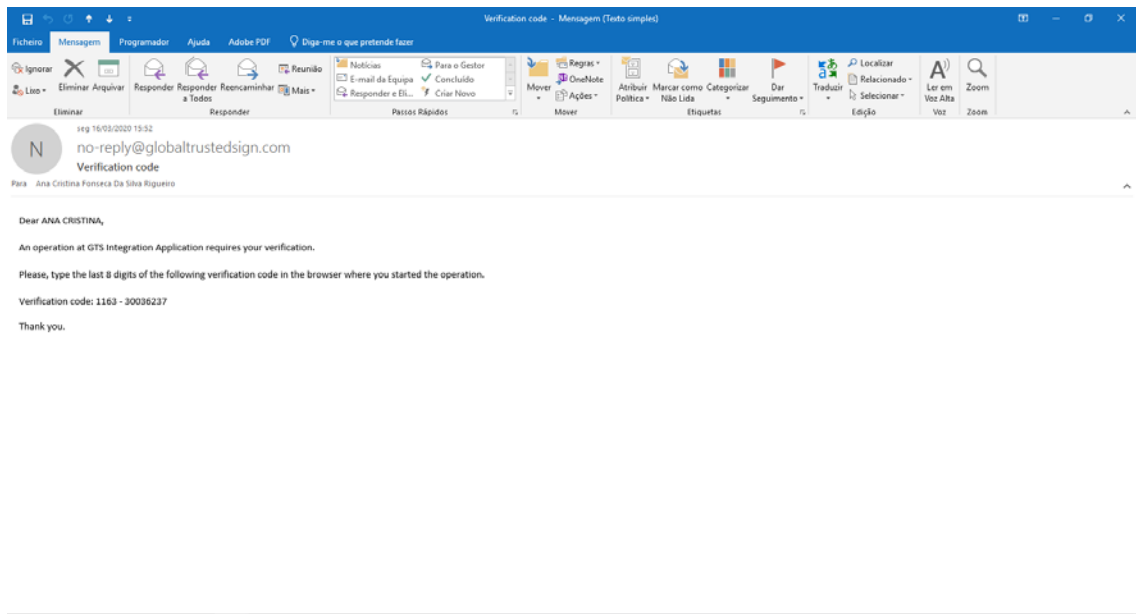 Verification code - Mensagem (Texto simples)
Ficheiro Mensagem Programador Ajuda Adobe PDF Diga-me o que pretende fazer
Ignorar
Lixo
Eliminar Arquivar
Responder Responder a Todos Reencaminhar
Reunião
Mais
Notícias Para o Gestor
E-mail da Equipa Concluído
Responder e Eli... Criar Novo
Mover
Regras
OneNote
Ações
Atribuir Política Marcar como Não Lida Categorizar Dar Seguimento
Traduzir
Localizar
Relacionado
Selecionar
Ler em Voz Alta
Zoom
Eliminar Responder Passos Rápidos Mover Etiquetas Edição Voz Zoom
seg 16/03/2020 15:52
N
no-reply@globaltrustedsign.com
Verification code
Para Ana Cristina Fonseca Da Silva Rigueiro
Dear ANA CRISTINA,
An operation at GTS Integration Application requires your verification.
Please, type the last 8 digits of the following verification code in the browser where you started the operation.
Verification code: 1163 - 30036237
Thank you.